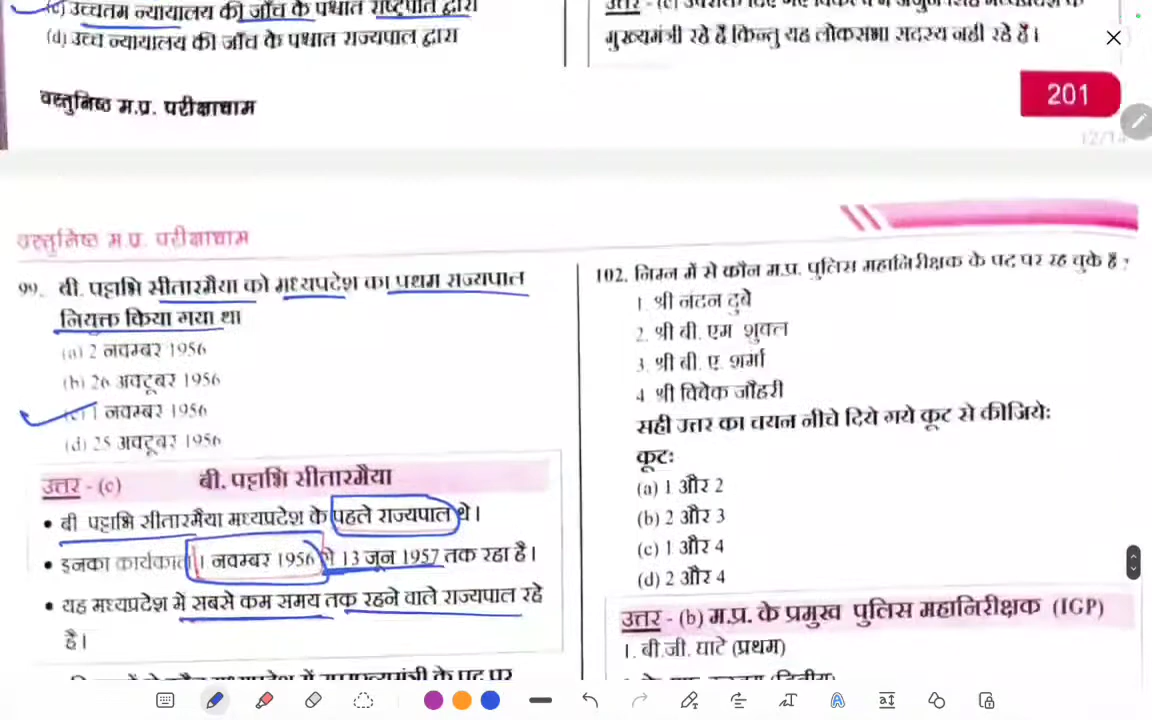 (c) उच्चतम न्यायालय की जाँच के पश्चात राष्ट्रपति द्वारा
(d) उच्च न्यायालय की जाँच के पश्चात राज्यपाल द्वारा
मुख्यमंत्री रहे हैं किन्तु यह लोकसभा सदस्य नही रहे हैं।
वस्तुनिष्ठ म.प्र. परीक्षाधाम
201
12/14
वस्तुनिष्ठ म.प्र. परीक्षाधाम
99. बी. पट्टाभि सीतारमैया को मध्यप्रदेश का प्रथम राज्यपाल
नियुक्त किया गया था
(a) 2 नवम्बर 1956
(b) 26 अक्टूबर 1956
(c) 1 नवम्बर 1956
(d) 25 अक्टूबर 1956
उत्तर - (c) बी. पट्टाभि सीतारमैया
• बी पट्टाभि सीतारमैया मध्यप्रदेश के पहले राज्यपाल थे।
• इनका कार्यकाल 1 नवम्बर 1956 से 13 जून 1957 तक रहा है।
• यह मध्यप्रदेश में सबसे कम समय तक रहने वाले राज्यपाल रहे
है।
102. निम्न में से कौन म.प्र. पुलिस महानिरीक्षक के पद पर रह चुके है?
1. श्री नंदन दुबे
2. श्री बी. एम शुक्ल
3. श्री बी. ए. शर्मा
4 श्री विवेक जौहरी
सही उत्तर का चयन नीचे दिये गये कूट से कीजियेः
कूटः
(a) 1 और 2
(b) 2 और 3
(c) 1 और 4
(d) 2 और 4
उत्तर - (b) म.प्र. के प्रमुख पुलिस महानिरीक्षक (IGP)
1. बी.जी. घाटे (प्रथम)